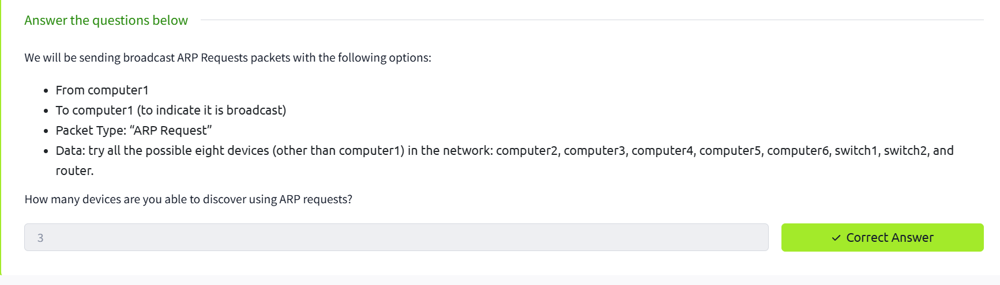 Answer the questions below
We will be sending broadcast ARP Requests packets with the following options:
• From computer1
• To computer1 (to indicate it is broadcast)
• Packet Type: “ARP Request”
• Data: try all the possible eight devices (other than computer1) in the network: computer2, computer3, computer4, computer5, computer6, switch1, switch2, and
router.
How many devices are you able to discover using ARP requests?
3
✓ Correct Answer